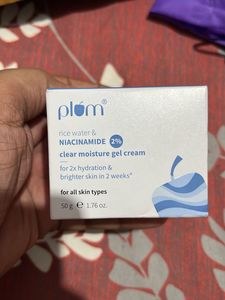 plum®
rice water &
NIACINAMIDE 2%
clear moisture gel cream
for 2x hydration &
brighter skin in 2 weeks#
for all skin types
50 g. ℮ 1.76 oz.